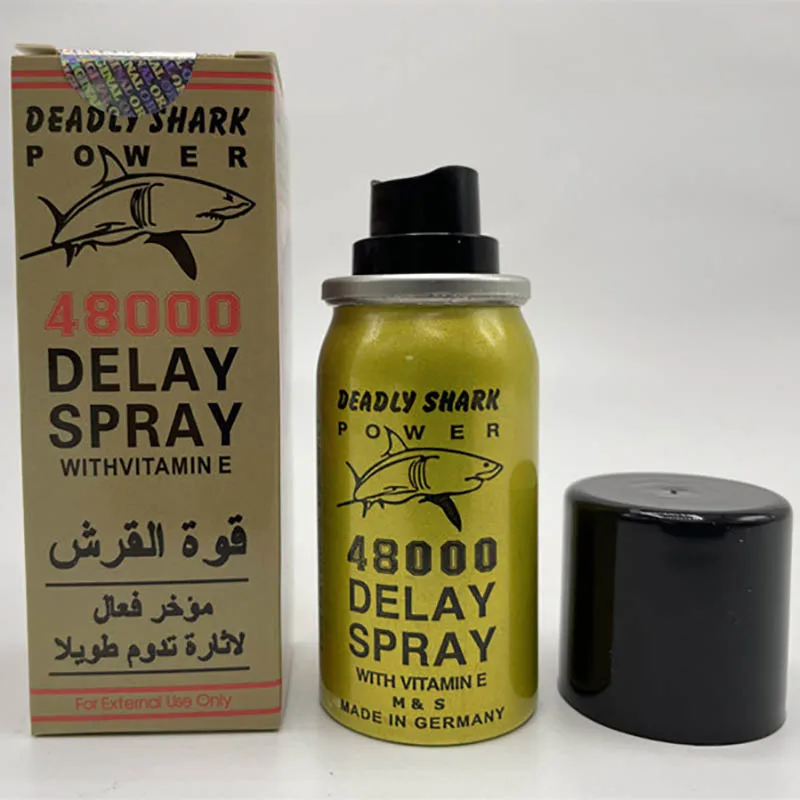 ORIGINAL
DEADLY SHARK
POWER
48000
DELAY
SPRAY
WITHVITAMIN E
قوة القرش
مؤخر فعال
لاثارة تدوم طويلا
For External Use Only
DEADLY SHARK
POWER
48000
DELAY
SPRAY
WITH VITAMIN E
M & S
MADE IN GERMANY